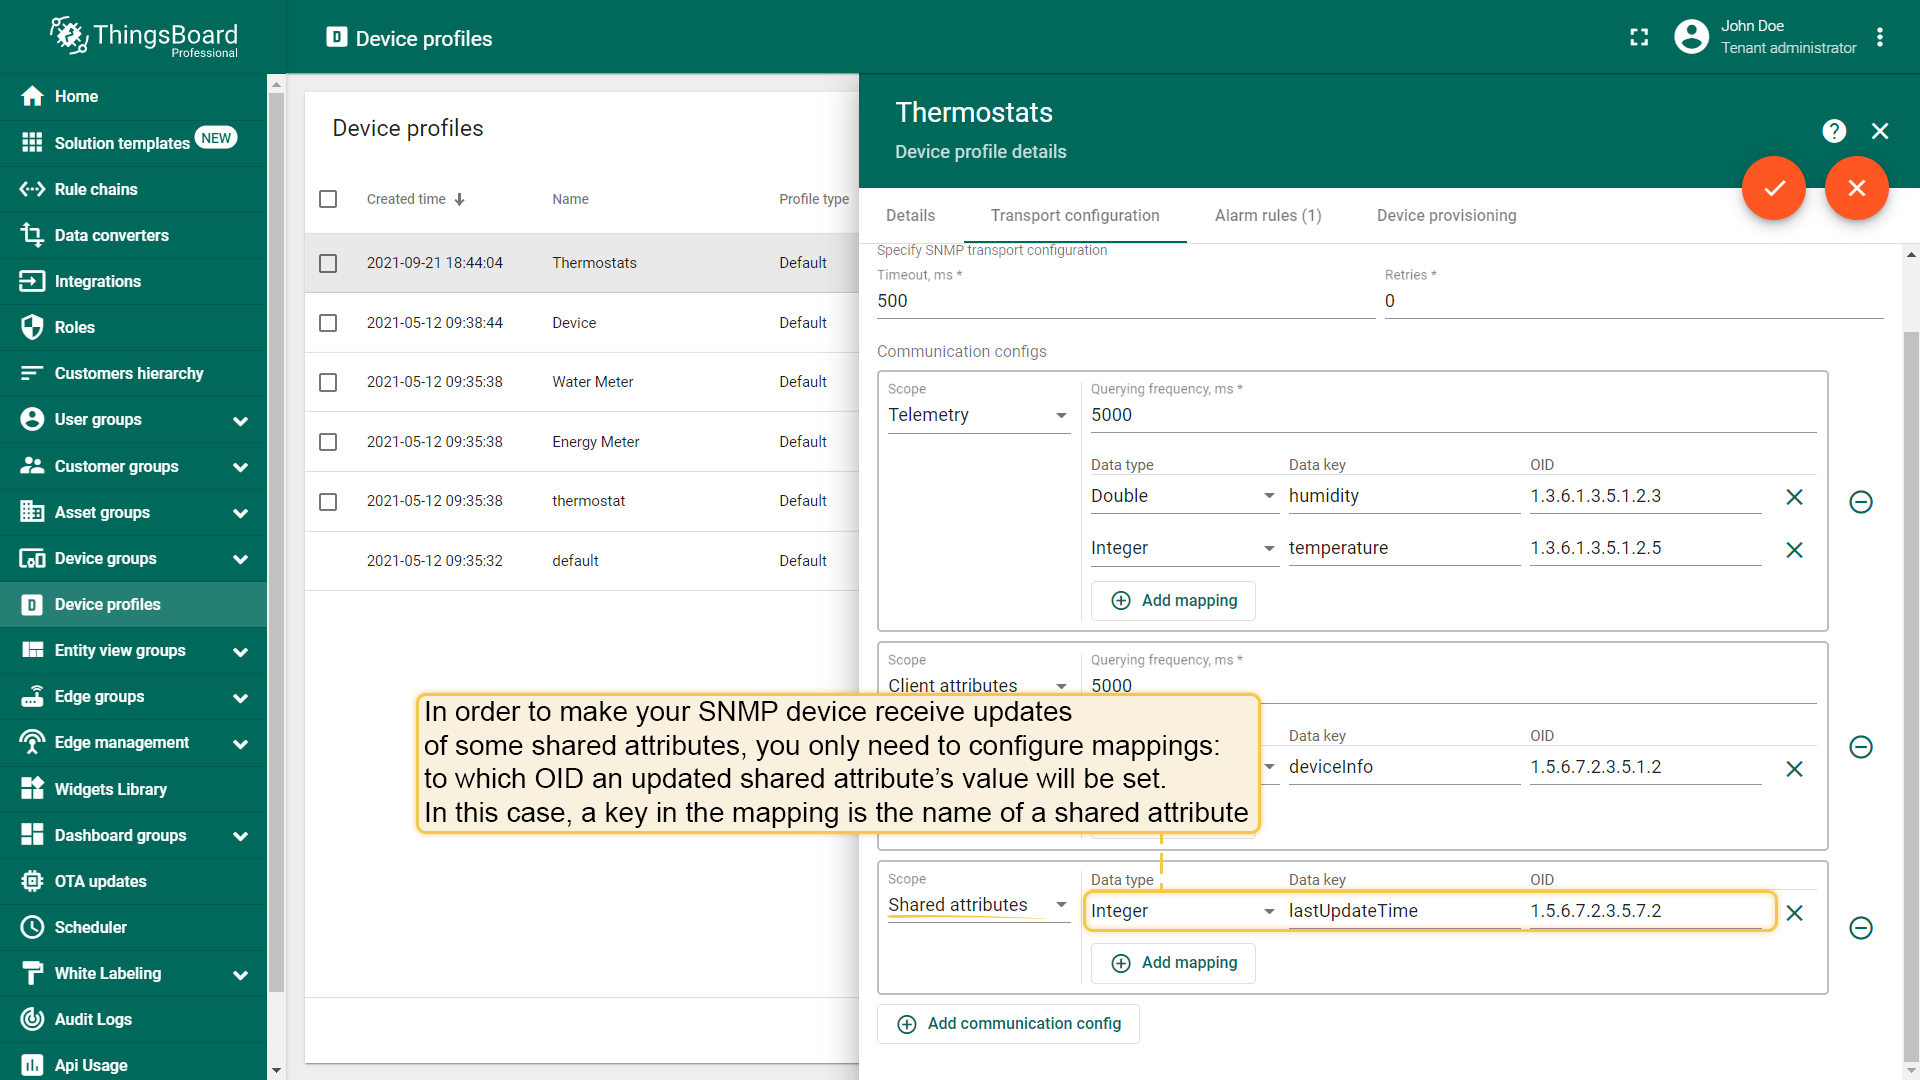 ThingsBoard
Professional
Device profiles
John Doe
Tenant administrator
Home
Solution templates NEW
Rule chains
Data converters
Integrations
Roles
Customers hierarchy
User groups
Customer groups
Asset groups
Device groups
Device profiles
Entity view groups
Edge groups
Edge management
Widgets Library
Dashboard groups
OTA updates
Scheduler
White Labeling
Audit Logs
Api Usage
Device profiles
Created time Name Profile type
2021-09-21 18:44:04 Thermostats Default
2021-05-12 09:38:44 Device Default
2021-05-12 09:35:38 Water Meter Default
2021-05-12 09:35:38 Energy Meter Default
2021-05-12 09:35:38 thermostat Default
2021-05-12 09:35:32 default Default
Thermostats
Device profile details
Details Transport configuration Alarm rules (1) Device provisioning
Specify SNMP transport configuration
Timeout, ms * Retries *
500 0
Communication configs
Scope Querying frequency, ms *
Telemetry 5000
Data type Data key OID
Double humidity 1.3.6.1.3.5.1.2.3
Integer temperature 1.3.6.1.3.5.1.2.5
Add mapping
Scope Querying frequency, ms *
Client attributes 5000
Data key OID
deviceInfo 1.5.6.7.2.3.5.1.2
In order to make your SNMP device receive updates
of some shared attributes, you only need to configure mappings:
to which OID an updated shared attribute’s value will be set.
In this case, a key in the mapping is the name of a shared attribute
Scope Data type Data key OID
Shared attributes Integer lastUpdateTime 1.5.6.7.2.3.5.7.2
Add mapping
Add communication config